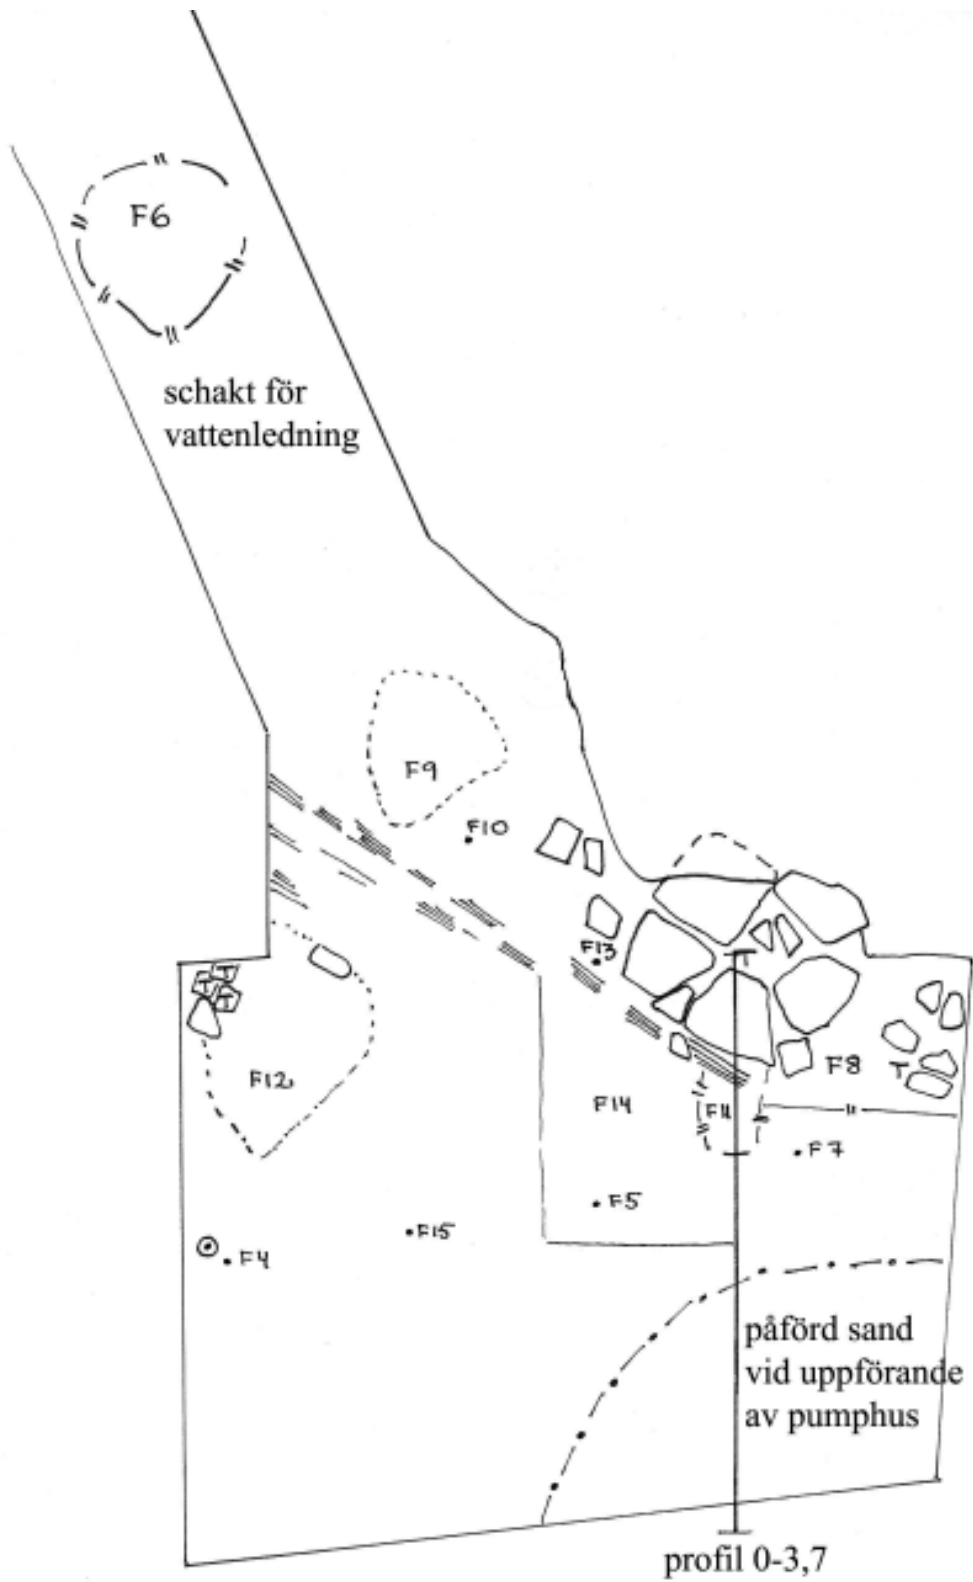 F6
schakt för
vattenledning
F9
F10
F13
T
T
T
T
T
F12
F14
F11
F8
T
F7
F5
F15
F4
påförd sand
vid uppförande
av pumphus
profil 0-3,7